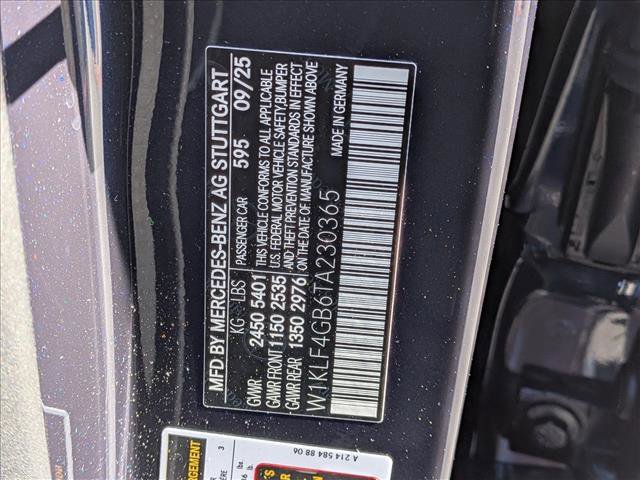 MFD BY MERCEDES-BENZ AG STUTTGART
PASSENGER CAR 595 09/25
KG LBS
GVWR 2450 5401
GAWR FRONT 1150 2535
GAWR REAR 1350 2976
THIS VEHICLE CONFORMS TO ALL APPLICABLE
U.S. FEDERAL MOTOR VEHICLE SAFETY,BUMPER
AND THEFT PREVENTION STANDARDS IN EFFECT
ON THE DATE OF MANUFACTURE SHOWN ABOVE
MADE IN GERMANY
W1KLF4GB6TA230365
A 214 584 88 06
3
lbs.